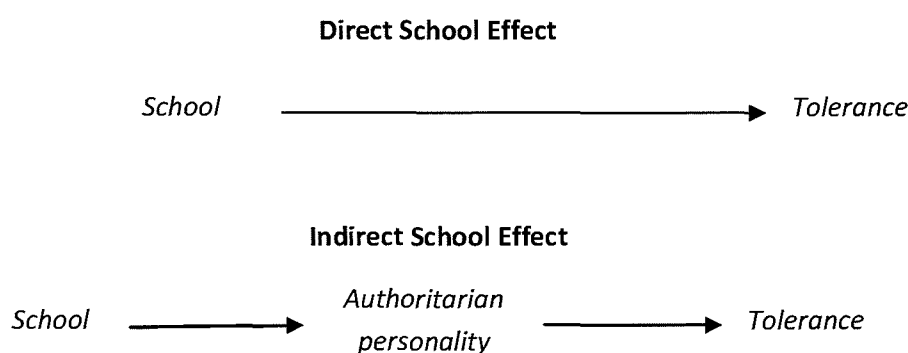 Direct School Effect
School Tolerance
Indirect School Effect
School Authoritarian personality Tolerance